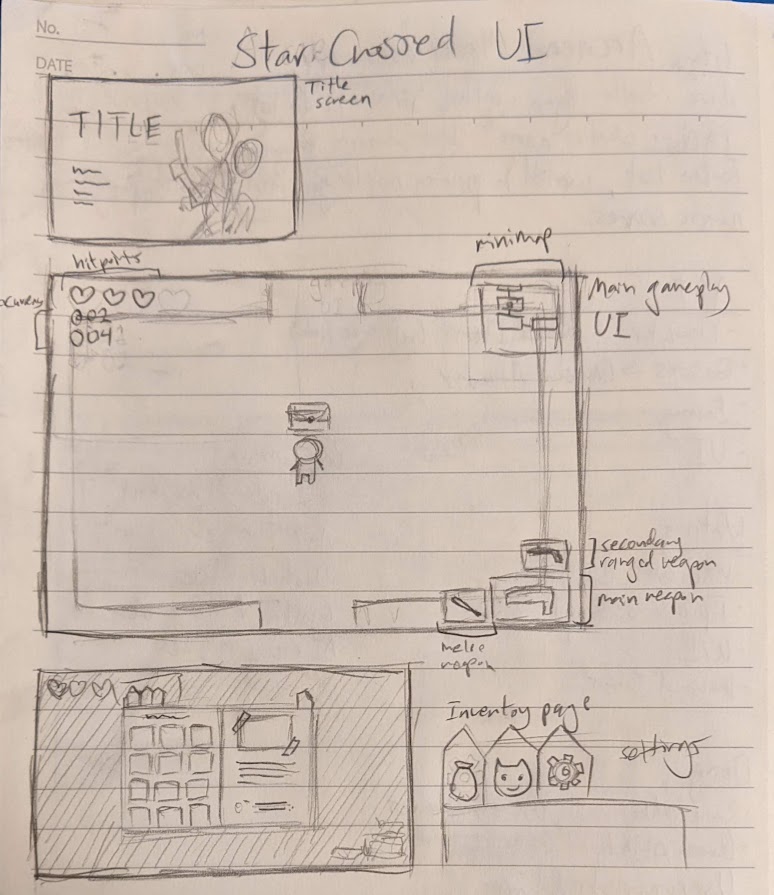 No.
DATE
Star Crossed UI
Title
screen
TITLE
hitpoints
minimap
currency
002
004
Main gameplay
UI
secondary
ranged weapon
main weapon
melee
weapon
Inventory page
settings